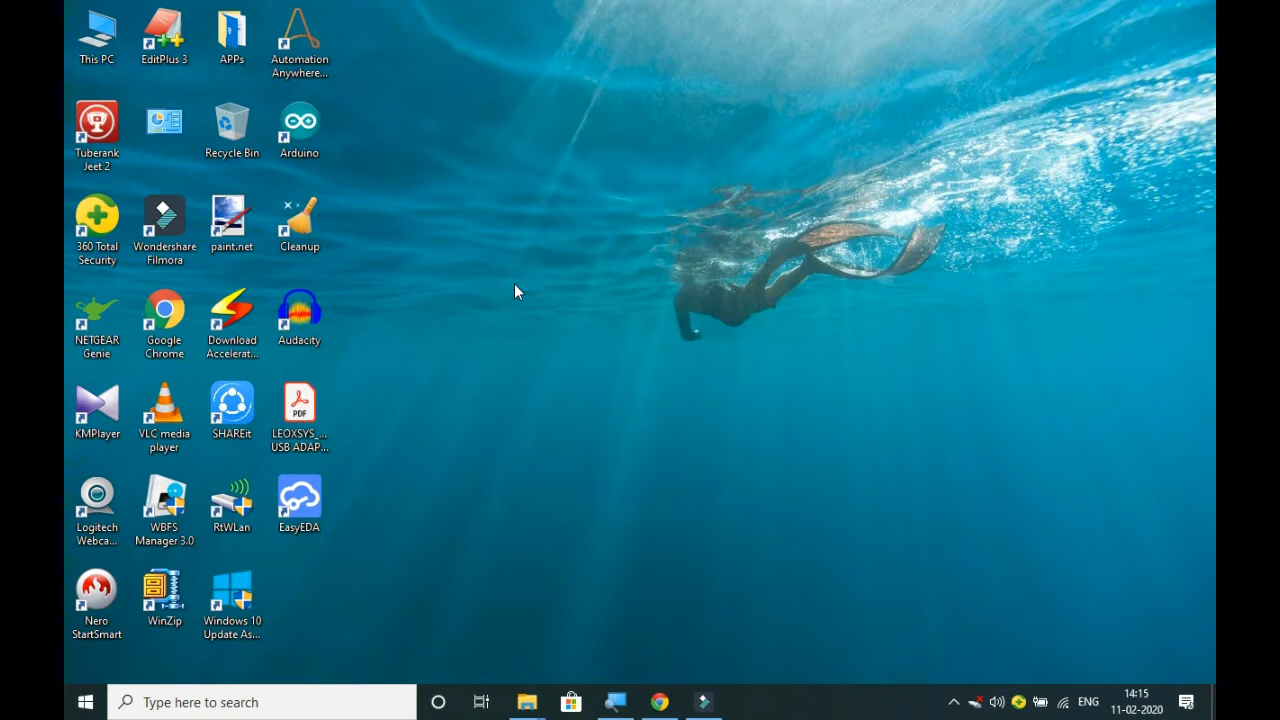 This PC
EditPlus 3
APPs
Automation
Anywhere...
Tuberank
Jeet 2
Recycle Bin
Arduino
360 Total
Security
Wondershare
Filmora
paint.net
Cleanup
NETGEAR
Genie
Google
Chrome
Download
Accelerat...
Audacity
KMPlayer
VLC media
player
SHAREit
PDF
LEOXSYS_...
USB ADAP...
Logitech
Webca...
WBFS
Manager 3.0
RtWLan
EasyEDA
Nero
StartSmart
WinZip
Windows 10
Update As...
Type here to search
ENG
14:15
11-02-2020